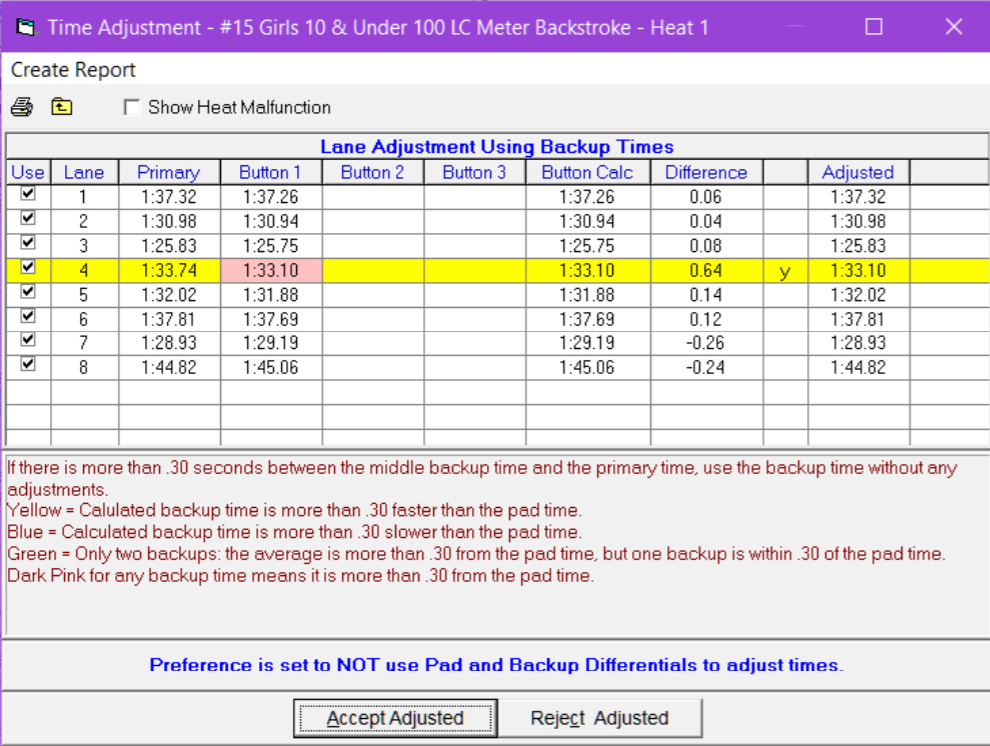 Time Adjustment - #15 Girls 10 & Under 100 LC Meter Backstroke - Heat 1
Create Report
Show Heat Malfunction
Lane Adjustment Using Backup Times
Use Lane Primary Button 1 Button 2 Button 3 Button Calc Difference Adjusted
1 1:37.32 1:37.26 1:37.26 0.06 1:37.32
2 1:30.98 1:30.94 1:30.94 0.04 1:30.98
3 1:25.83 1:25.75 1:25.75 0.08 1:25.83
4 1:33.74 1:33.10 1:33.10 0.64 y 1:33.10
5 1:32.02 1:31.88 1:31.88 0.14 1:32.02
6 1:37.81 1:37.69 1:37.69 0.12 1:37.81
7 1:28.93 1:29.19 1:29.19 -0.26 1:28.93
8 1:44.82 1:45.06 1:45.06 -0.24 1:44.82
If there is more than .30 seconds between the middle backup time and the primary time, use the backup time without any
adjustments.
Yellow = Calulated backup time is more than .30 faster than the pad time.
Blue = Calculated backup time is more than .30 slower than the pad time.
Green = Only two backups: the average is more than .30 from the pad time, but one backup is within .30 of the pad time.
Dark Pink for any backup time means it is more than .30 from the pad time.
Preference is set to NOT use Pad and Backup Differentials to adjust times.
Accept Adjusted Reject Adjusted